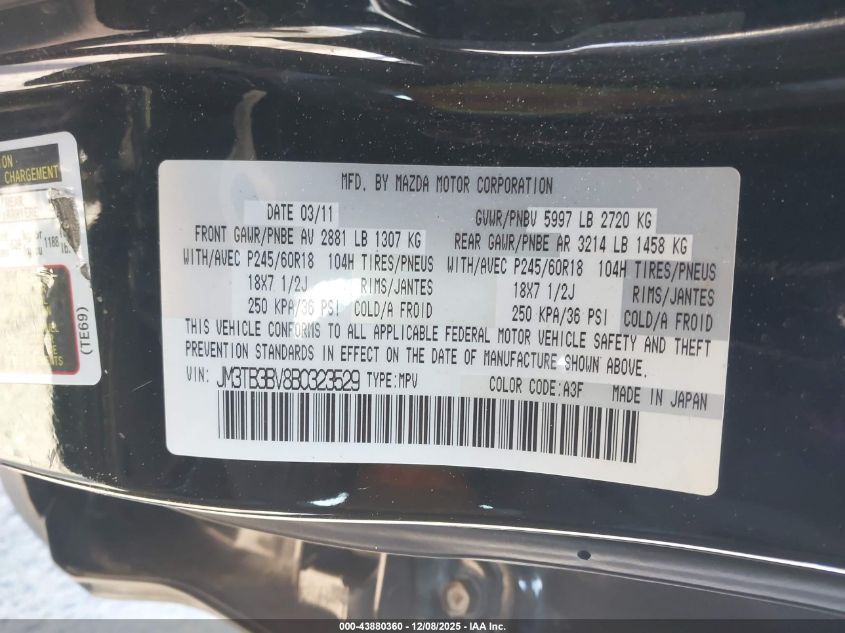 ON
CHARGEMENT
REAR
ARRIERE
1188 lb.
(TE69)
MFD. BY MAZDA MOTOR CORPORATION
DATE 03/11 GVWR/PNBV 5997 LB 2720 KG
FRONT GAWR/PNBE AV 2881 LB 1307 KG REAR GAWR/PNBE AR 3214 LB 1458 KG
WITH/AVEC P245/60R18 104H TIRES/PNEUS WITH/AVEC P245/60R18 104H TIRES/PNEUS
18X7 1/2J RIMS/JANTES 18X7 1/2J RIMS/JANTES
250 KPA/36 PSI COLD/A FROID 250 KPA/36 PSI COLD/A FROID
THIS VEHICLE CONFORMS TO ALL APPLICABLE FEDERAL MOTOR VEHICLE SAFETY AND THEFT
PREVENTION STANDARDS IN EFFECT ON THE DATE OF MANUFACTURE SHOWN ABOVE.
VIN: JM3TB3BV8B0323529 TYPE:MPV COLOR CODE:A3F MADE IN JAPAN
000-43880360 - 12/08/2025 - IAA Inc.